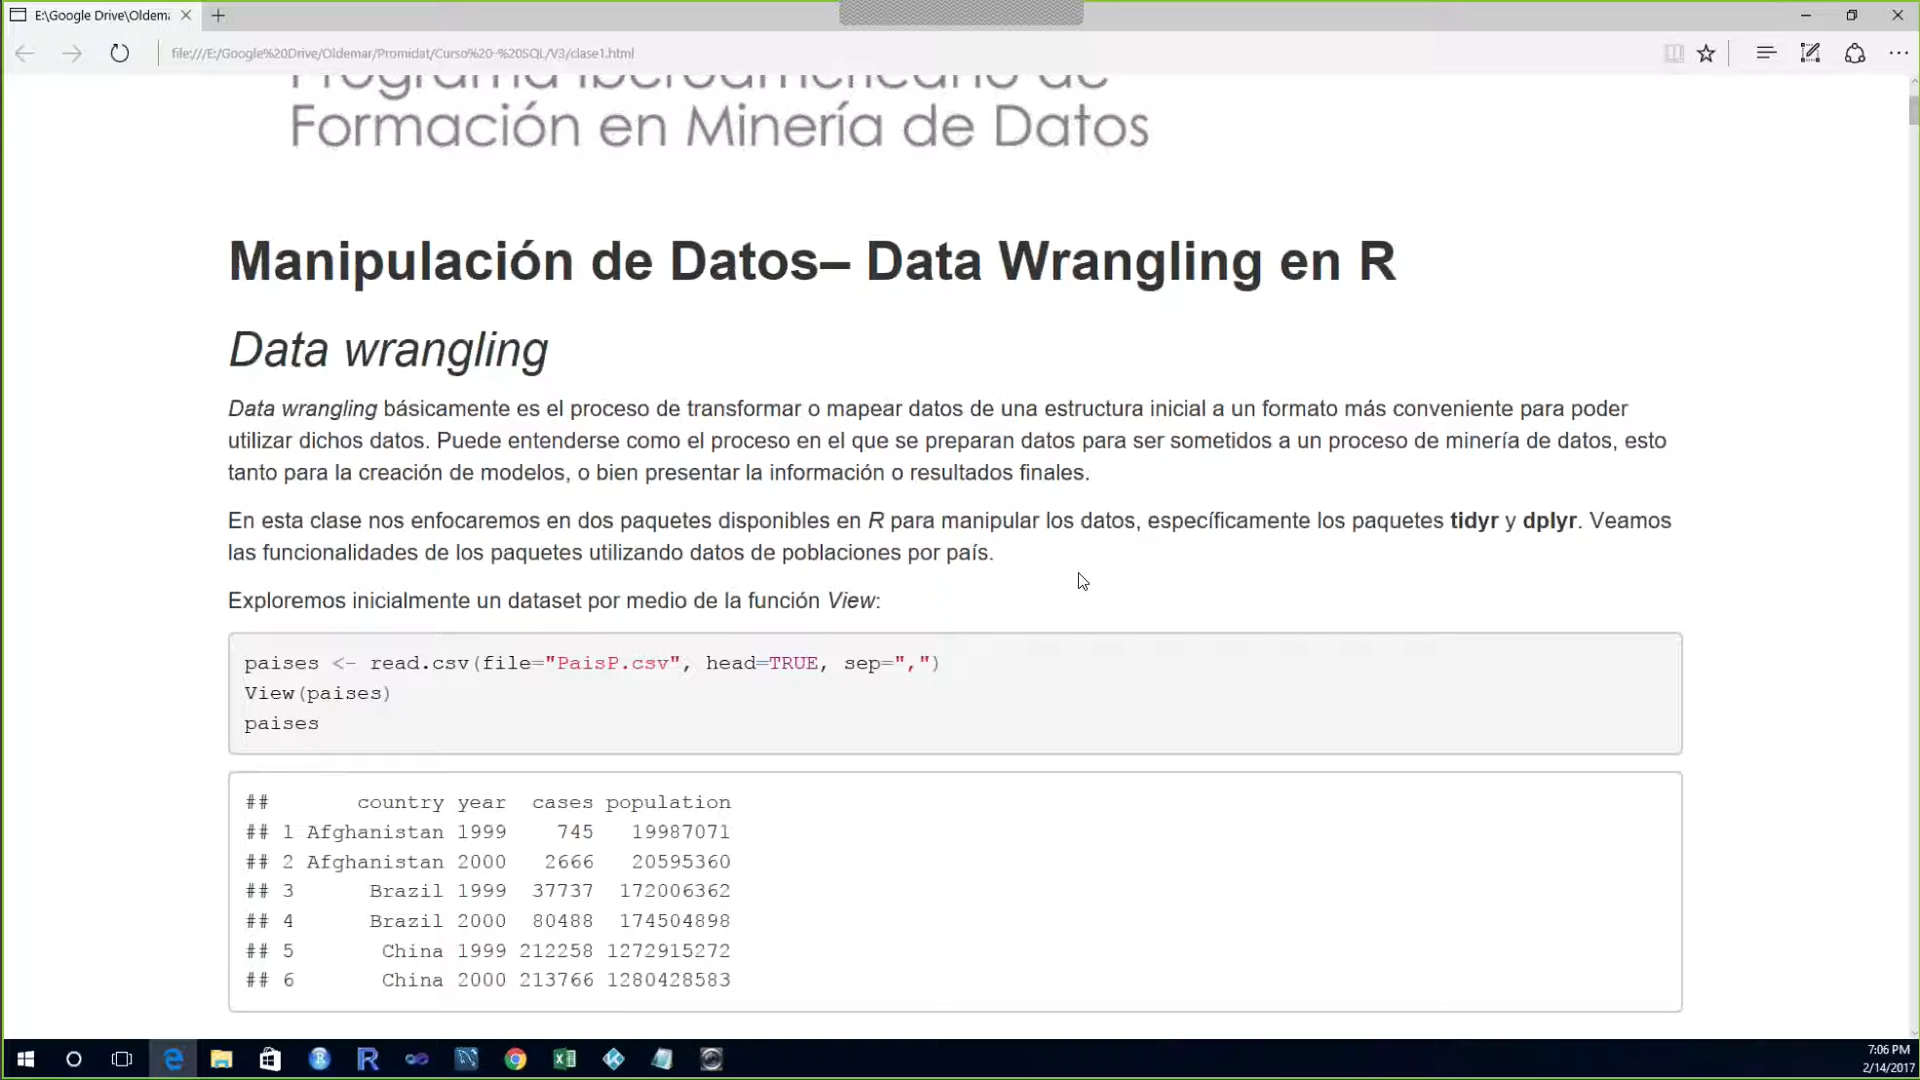 E:\Google Drive\Oldema
file:///E:/Google%20Drive/Oldemar/Promidat/Curso%20-%20SQL/V3/clase1.html
Programa Iberoamericano de
Formación en Minería de Datos
Manipulación de Datos– Data Wrangling en R
Data wrangling
Data wrangling básicamente es el proceso de transformar o mapear datos de una estructura inicial a un formato más conveniente para poder
utilizar dichos datos. Puede entenderse como el proceso en el que se preparan datos para ser sometidos a un proceso de minería de datos, esto
tanto para la creación de modelos, o bien presentar la información o resultados finales.
En esta clase nos enfocaremos en dos paquetes disponibles en R para manipular los datos, específicamente los paquetes tidyr y dplyr. Veamos
las funcionalidades de los paquetes utilizando datos de poblaciones por país.
Exploremos inicialmente un dataset por medio de la función View:
paises <- read.csv(file="PaisP.csv", head=TRUE, sep=",")
View(paises)
paises
## country year cases population
## 1 Afghanistan 1999 745 19987071
## 2 Afghanistan 2000 2666 20595360
## 3 Brazil 1999 37737 172006362
## 4 Brazil 2000 80488 174504898
## 5 China 1999 212258 1272915272
## 6 China 2000 213766 1280428583
7:06 PM
2/14/2017